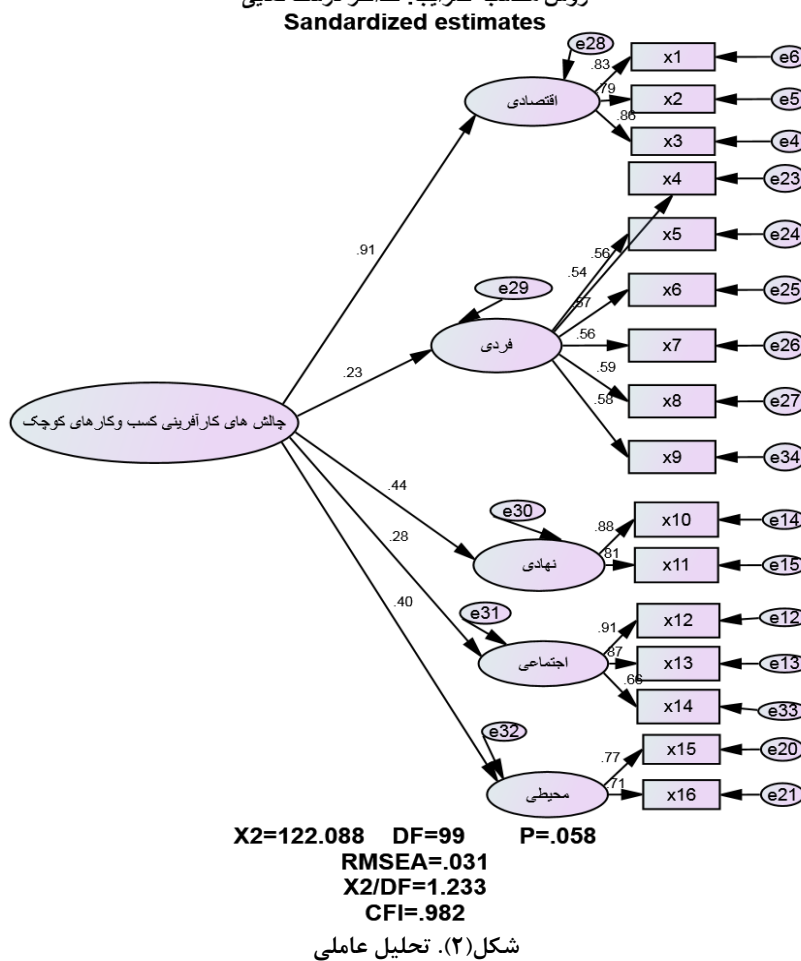 Sandardized estimates
e28
.83
x1
e6
اقتصادی
.79
x2
e5
.86
x3
e4
x4
e23
.91
.56
x5
e24
.54
e29
.57
x6
e25
فردی
.56
x7
e26
.23
.59
x8
e27
.58
x9
e34
چالش های کارآفرینی کسب وکارهای کوچک
.44
e30
.88
x10
e14
نهادی
.81
x11
e15
.28
e31
.91
x12
e12
.40
اجتماعی
.87
x13
e13
.66
x14
e33
e32
.77
x15
e20
محیطی
.71
x16
e21
X2=122.088 DF=99 P=.058
RMSEA=.031
X2/DF=1.233
CFI=.982
شکل(۲). تحلیل عاملی